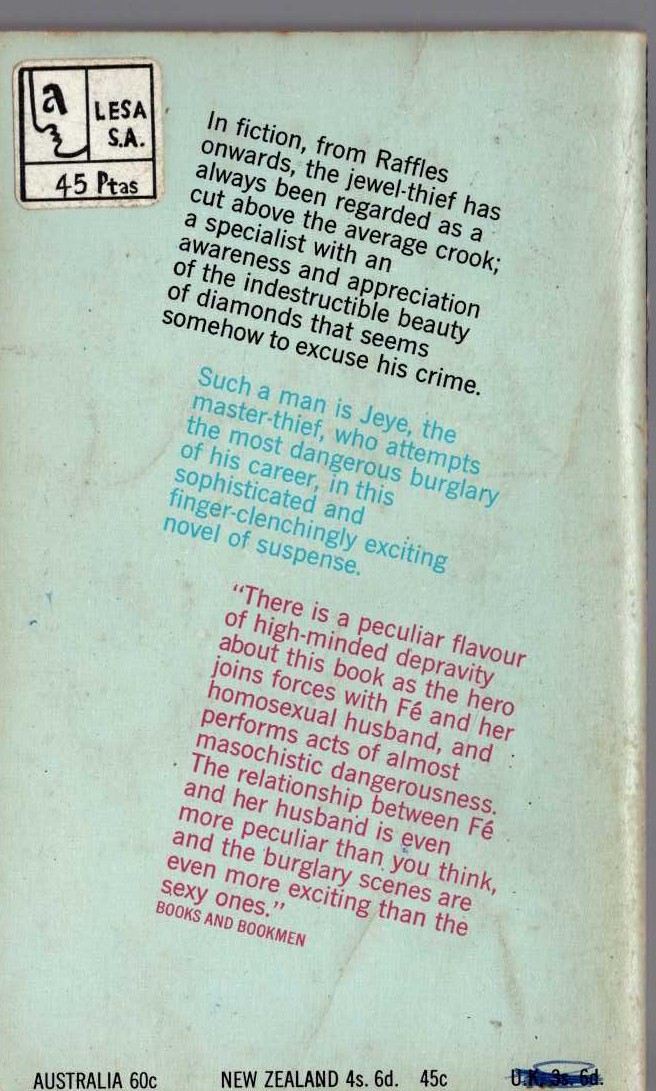 a
LESA
S.A.
45 Ptas
In fiction, from Raffles
onwards, the jewel-thief has
always been regarded as a
cut above the average crook;
a specialist with an
awareness and appreciation
of the indestructible beauty
of diamonds that seems
somehow to excuse his crime.
Such a man is Jeye, the
master-thief, who attempts
the most dangerous burglary
of his career, in this
sophisticated and
finger-clenchingly exciting
novel of suspense.
“There is a peculiar flavour
of high-minded depravity
about this book as the hero
joins forces with Fé and her
homosexual husband, and
performs acts of almost
masochistic dangerousness.
The relationship between Fé
and her husband is even
more peculiar than you think,
and the burglary scenes are
even more exciting than the
sexy ones.”
BOOKS AND BOOKMEN
AUSTRALIA 60c NEW ZEALAND 4s. 6d. 45c U.K. 3s. 6d.